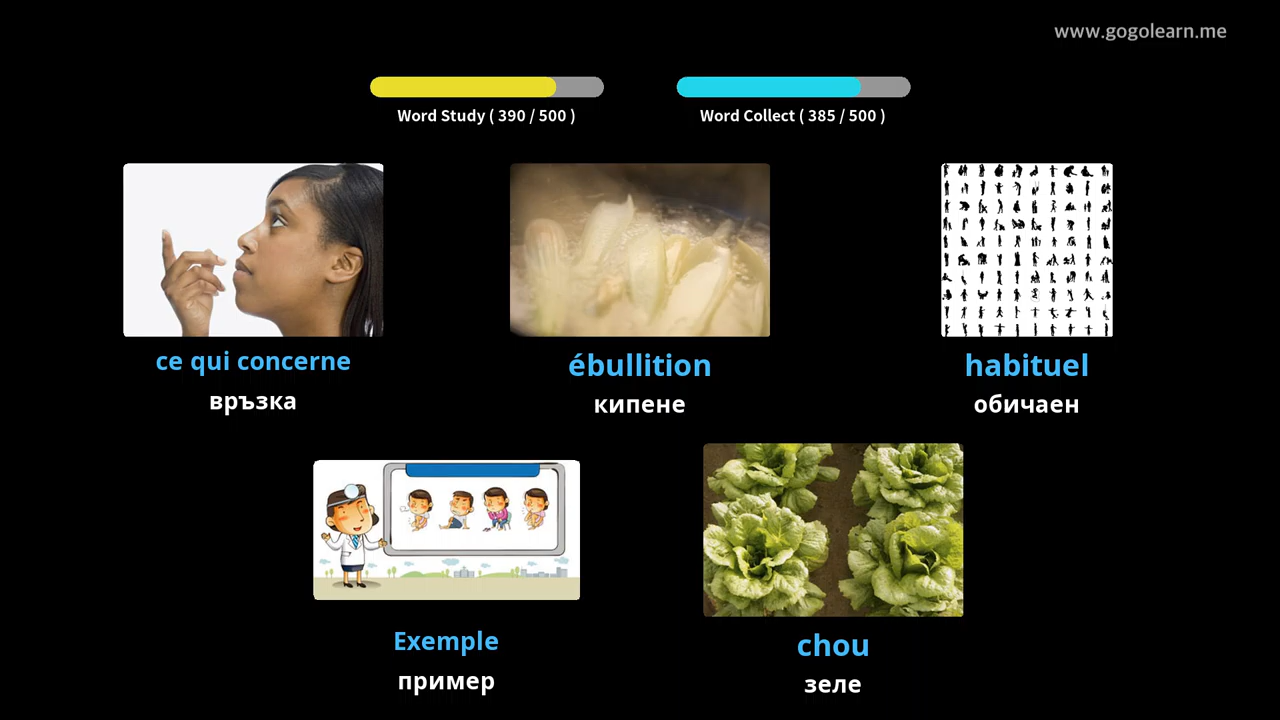 www.gogolearn.me
Word Study ( 390 / 500 )
Word Collect ( 385 / 500 )
ce qui concerne
връзка
ébullition
кипене
habituel
обичаен
Exemple
пример
chou
зеле